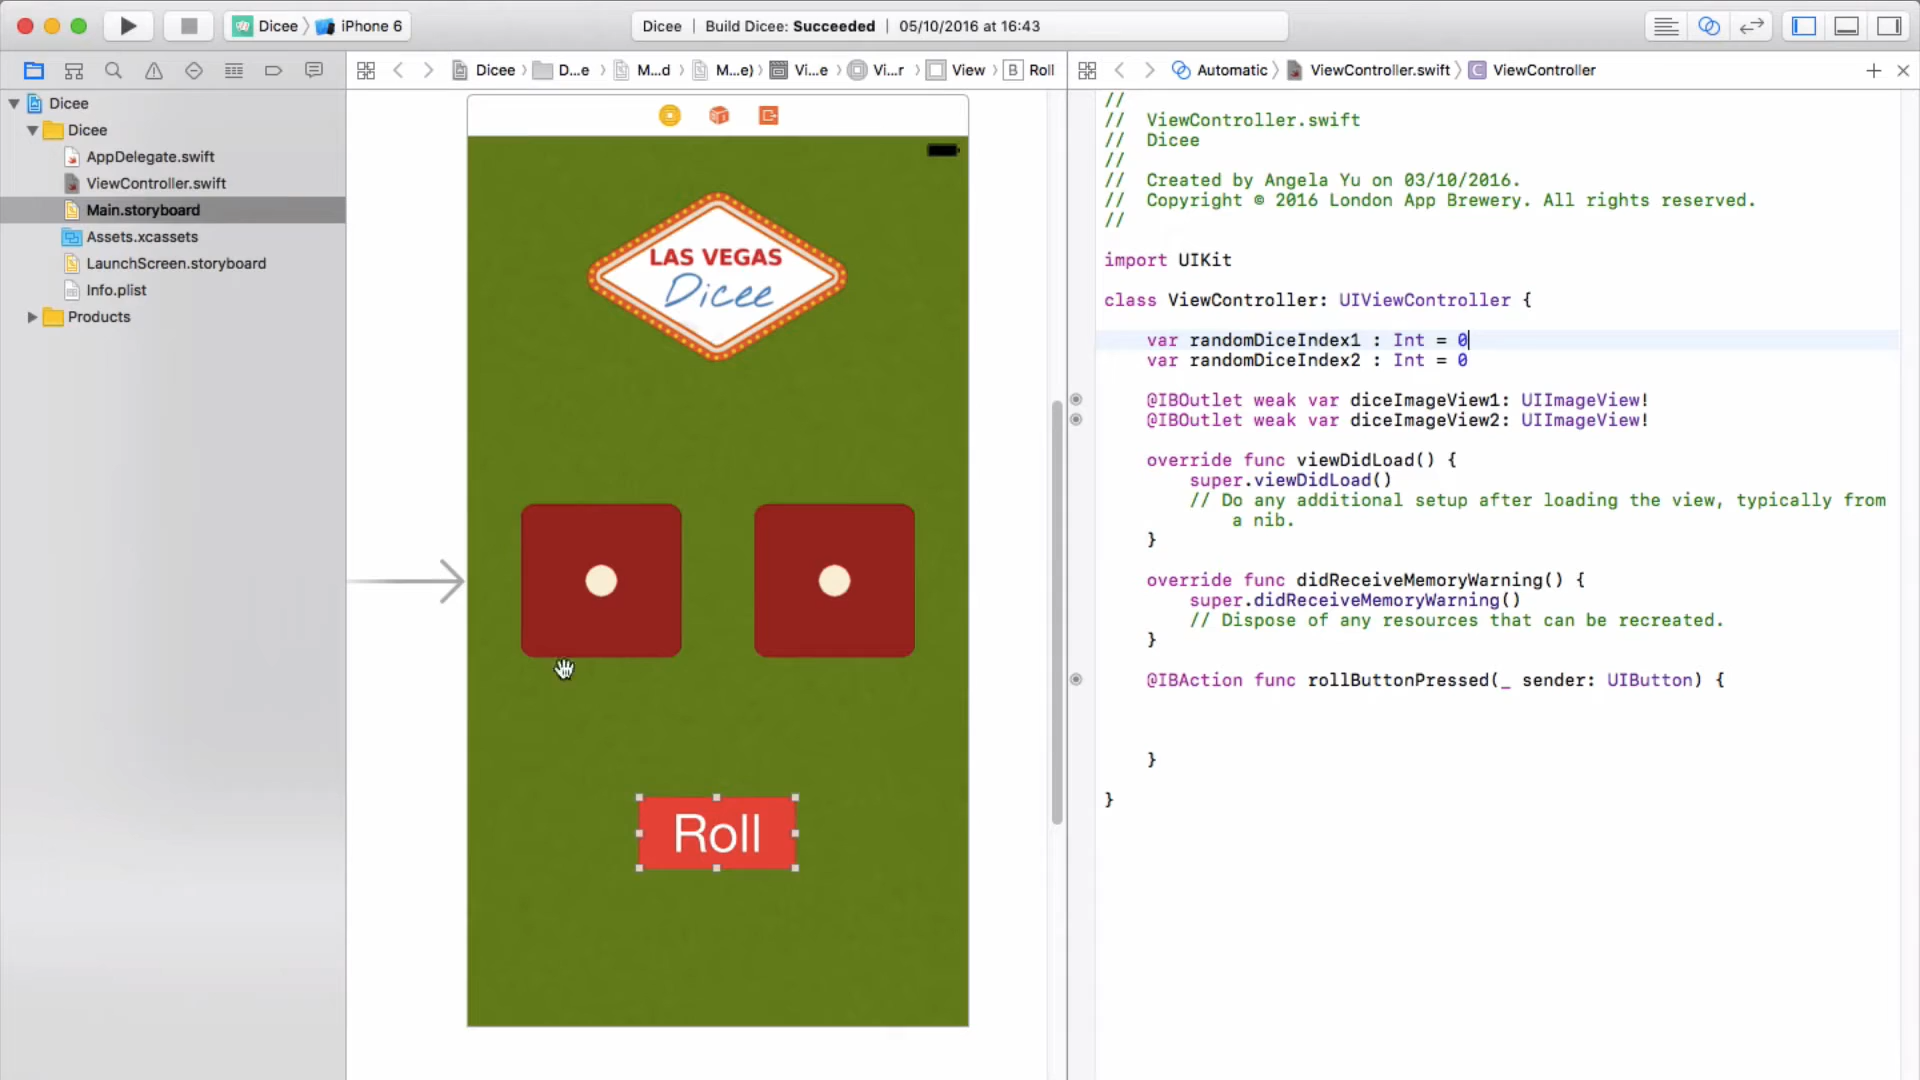 Dicee
iPhone 6
Dicee | Build Dicee: Succeeded | 05/10/2016 at 16:43
Dicee
D...e
M...d
M...e)
Vi...e
Vi...r
View
B
Roll
Automatic
ViewController.swift
C
ViewController
Dicee
Dicee
AppDelegate.swift
ViewController.swift
Main.storyboard
Assets.xcassets
LaunchScreen.storyboard
Info.plist
Products
LAS VEGAS
Dicee
Roll
//
// ViewController.swift
// Dicee
//
// Created by Angela Yu on 03/10/2016.
// Copyright © 2016 London App Brewery. All rights reserved.
//
import UIKit
class ViewController: UIViewController {
var randomDiceIndex1 : Int = 0
var randomDiceIndex2 : Int = 0
@IBOutlet weak var diceImageView1: UIImageView!
@IBOutlet weak var diceImageView2: UIImageView!
override func viewDidLoad() {
super.viewDidLoad()
// Do any additional setup after loading the view, typically from
a nib.
}
override func didReceiveMemoryWarning() {
super.didReceiveMemoryWarning()
// Dispose of any resources that can be recreated.
}
@IBAction func rollButtonPressed(_ sender: UIButton) {
}
}